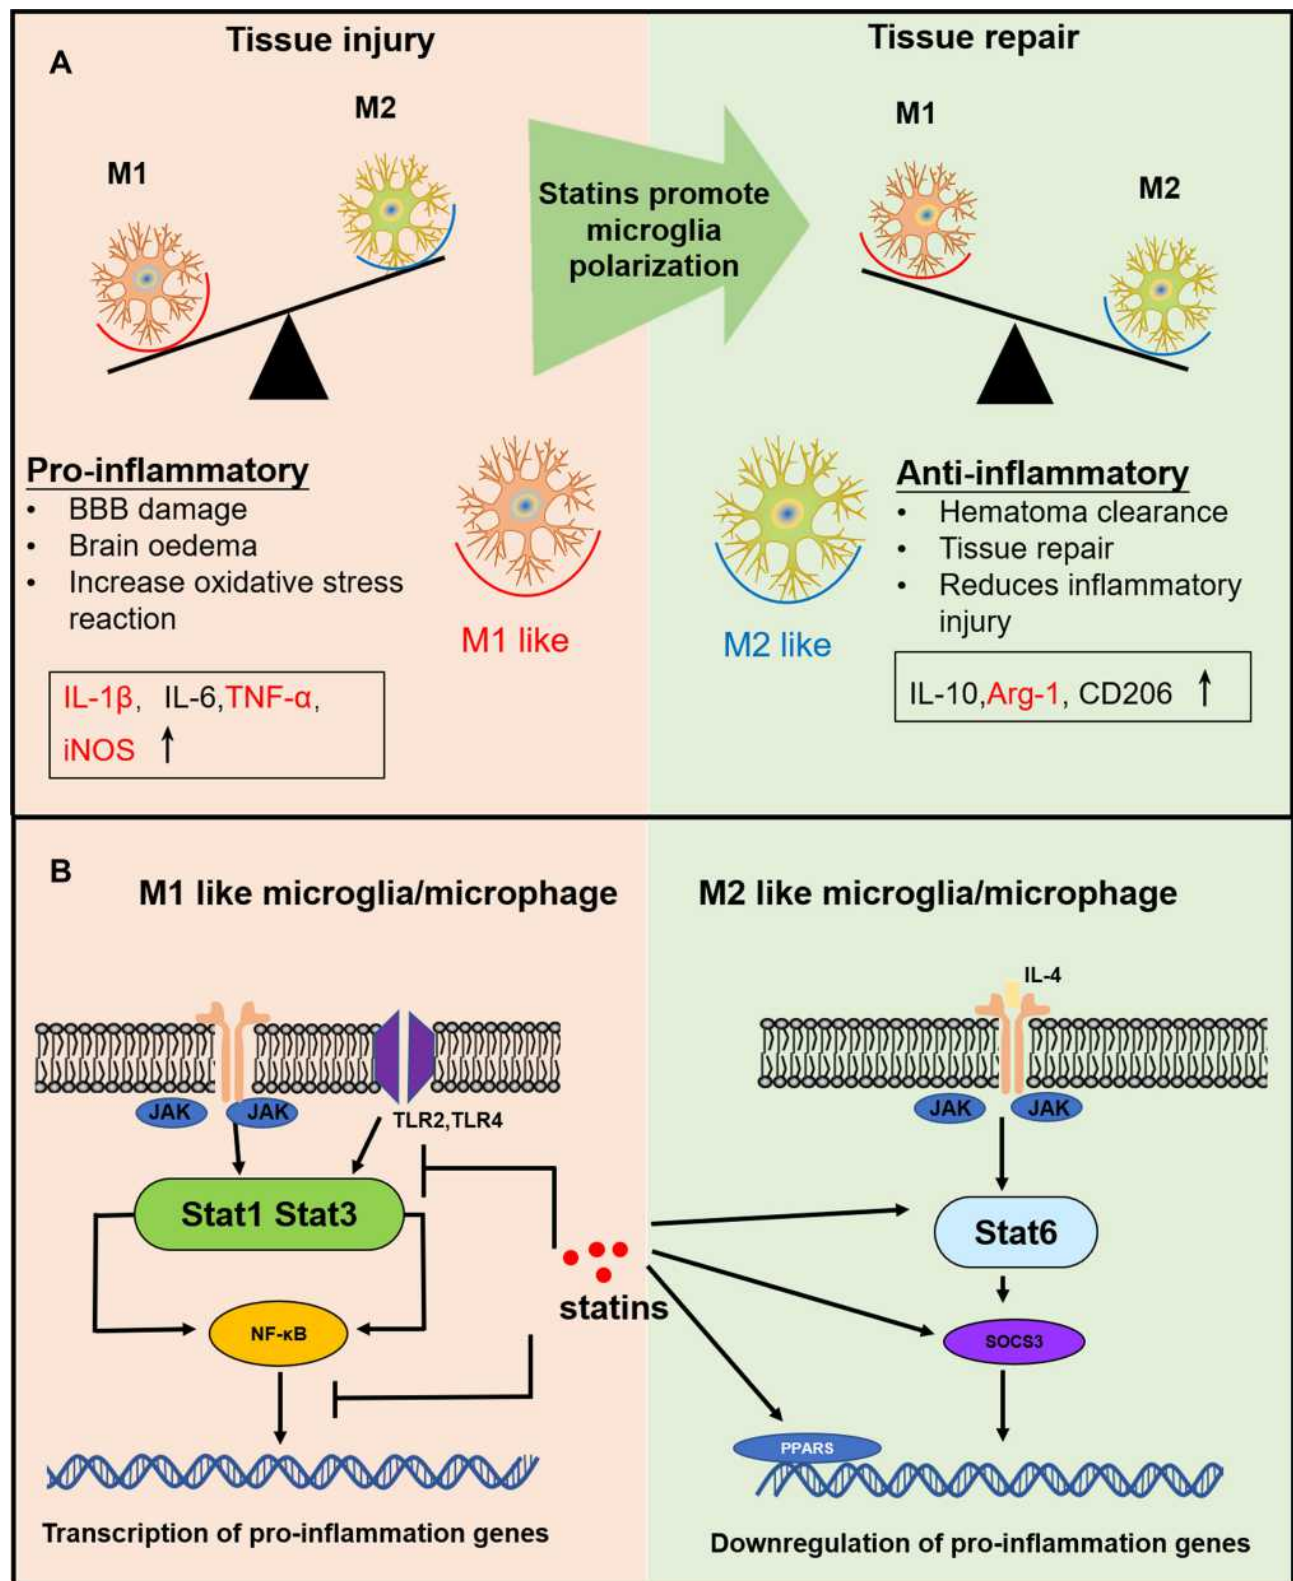 A
Tissue injury
Tissue repair
M2
M1
M1
M2
Statins promote
microglia
polarization
Pro-inflammatory
• BBB damage
• Brain oedema
• Increase oxidative stress
reaction
M1 like
IL-1β, IL-6,TNF-α,
iNOS
M2 like
Anti-inflammatory
• Hematoma clearance
• Tissue repair
• Reduces inflammatory
injury
IL-10,Arg-1, CD206
B
M1 like microglia/microphage
M2 like microglia/microphage
IL-4
JAK
JAK
TLR2,TLR4
JAK
JAK
Stat1 Stat3
Stat6
statins
NF-κB
SOCS3
PPARS
Transcription of pro-inflammation genes
Downregulation of pro-inflammation genes